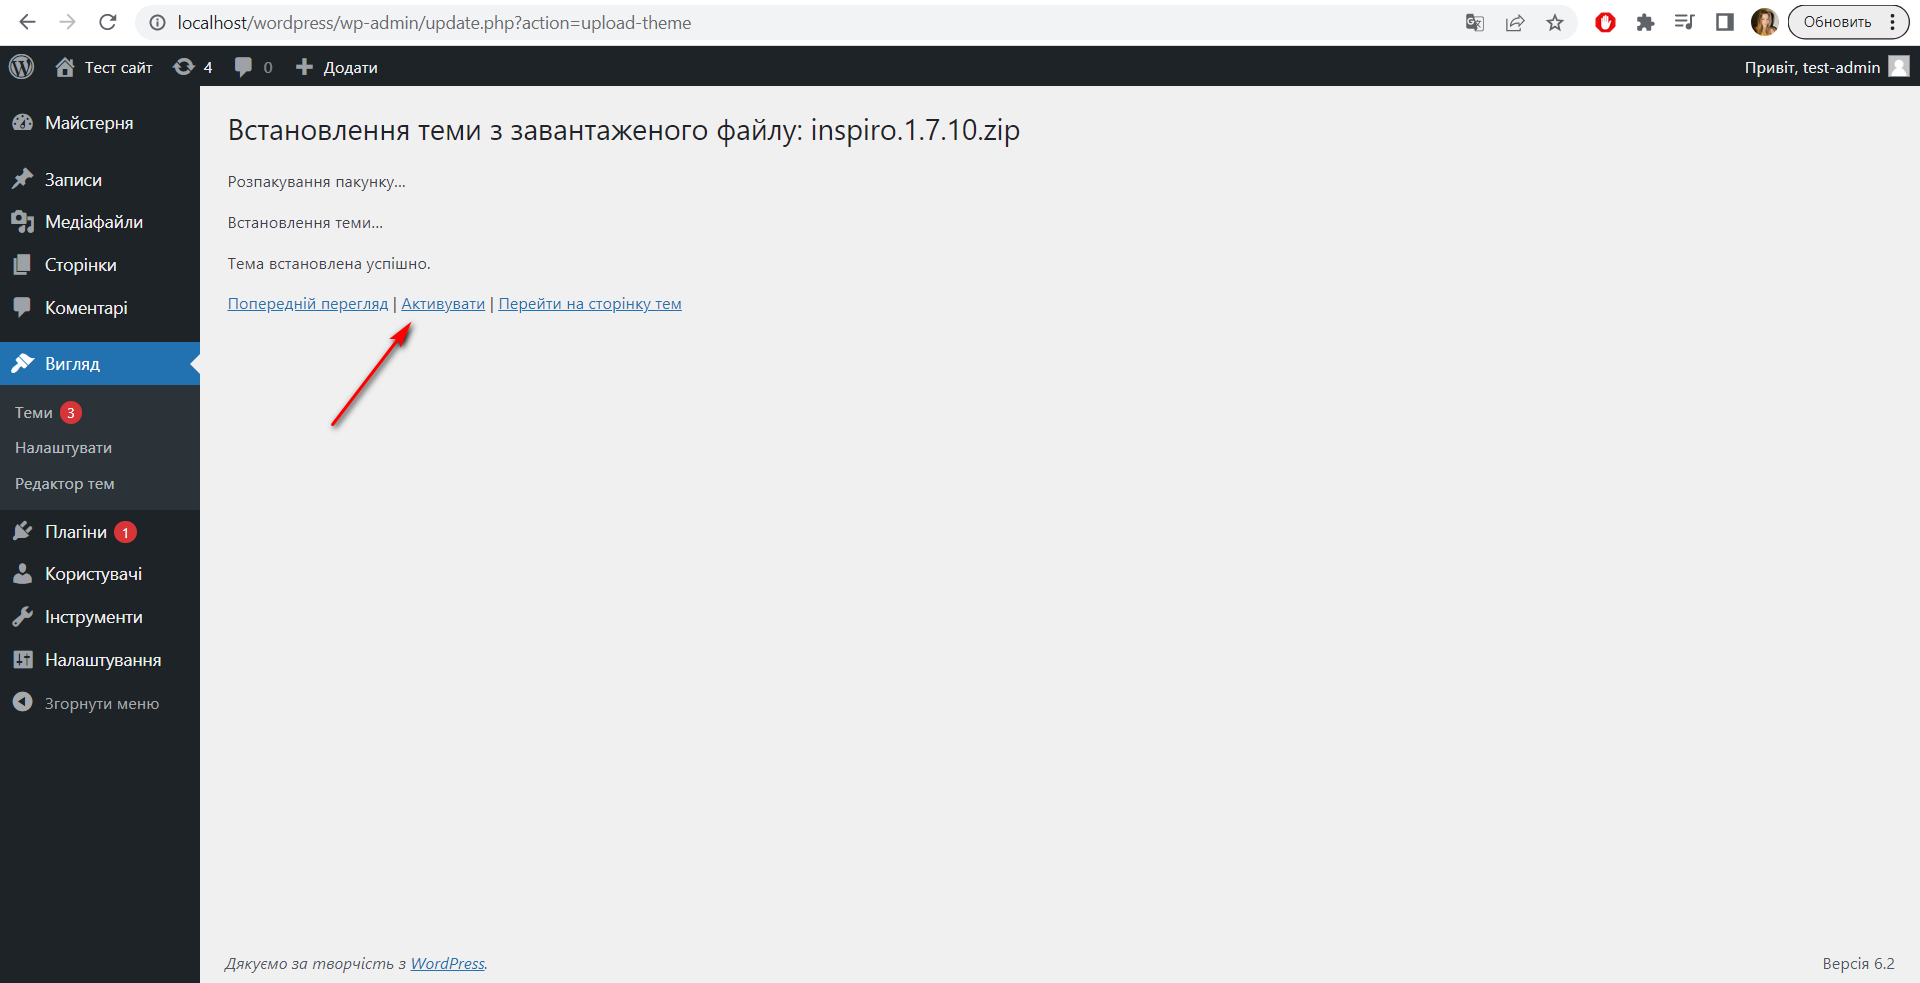 localhost/wordpress/wp-admin/update.php?action=upload-theme
Обновить
Тест сайт 4 0 Додати
Привіт, test-admin
Майстерня
Записи
Медіафайли
Сторінки
Коментарі
Вигляд
Теми 3
Налаштувати
Редактор тем
Плагіни 1
Користувачі
Інструменти
Налаштування
Згорнути меню
Встановлення теми з завантаженого файлу: inspiro.1.7.10.zip
Розпакування пакунку…
Встановлення теми…
Тема встановлена успішно.
Попередній перегляд | Активувати | Перейти на сторінку тем
Дякуємо за творчість з WordPress.
Версія 6.2